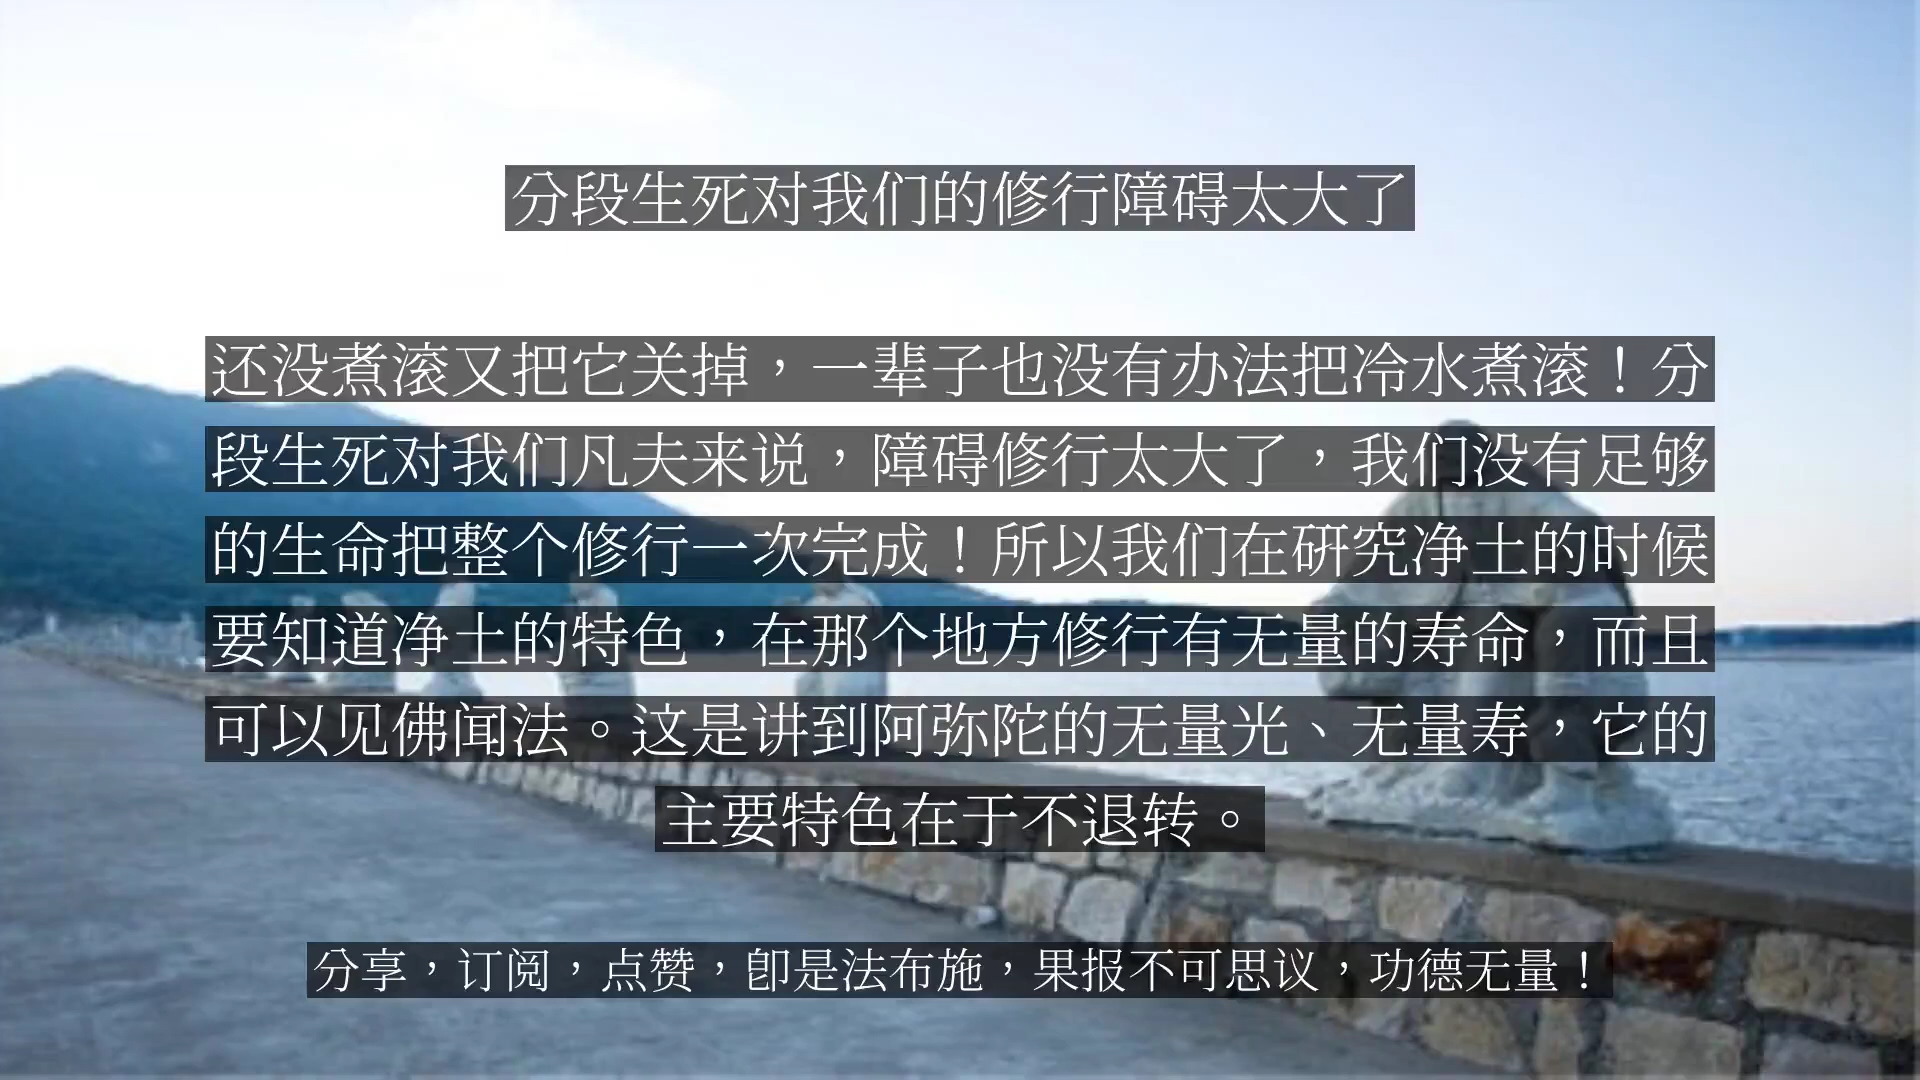 分段生死对我们的修行障碍太大了
还没煮滚又把它关掉，一辈子也没有办法把冷水煮滚！分
段生死对我们凡夫来说，障碍修行太大了，我们没有足够
的生命把整个修行一次完成！所以我们在研究净土的时候
要知道净土的特色，在那个地方修行有无量的寿命，而且
可以见佛闻法。这是讲到阿弥陀的无量光、无量寿，它的
主要特色在于不退转。
分享，订阅，点赞，即是法布施，果报不可思议，功德无量！